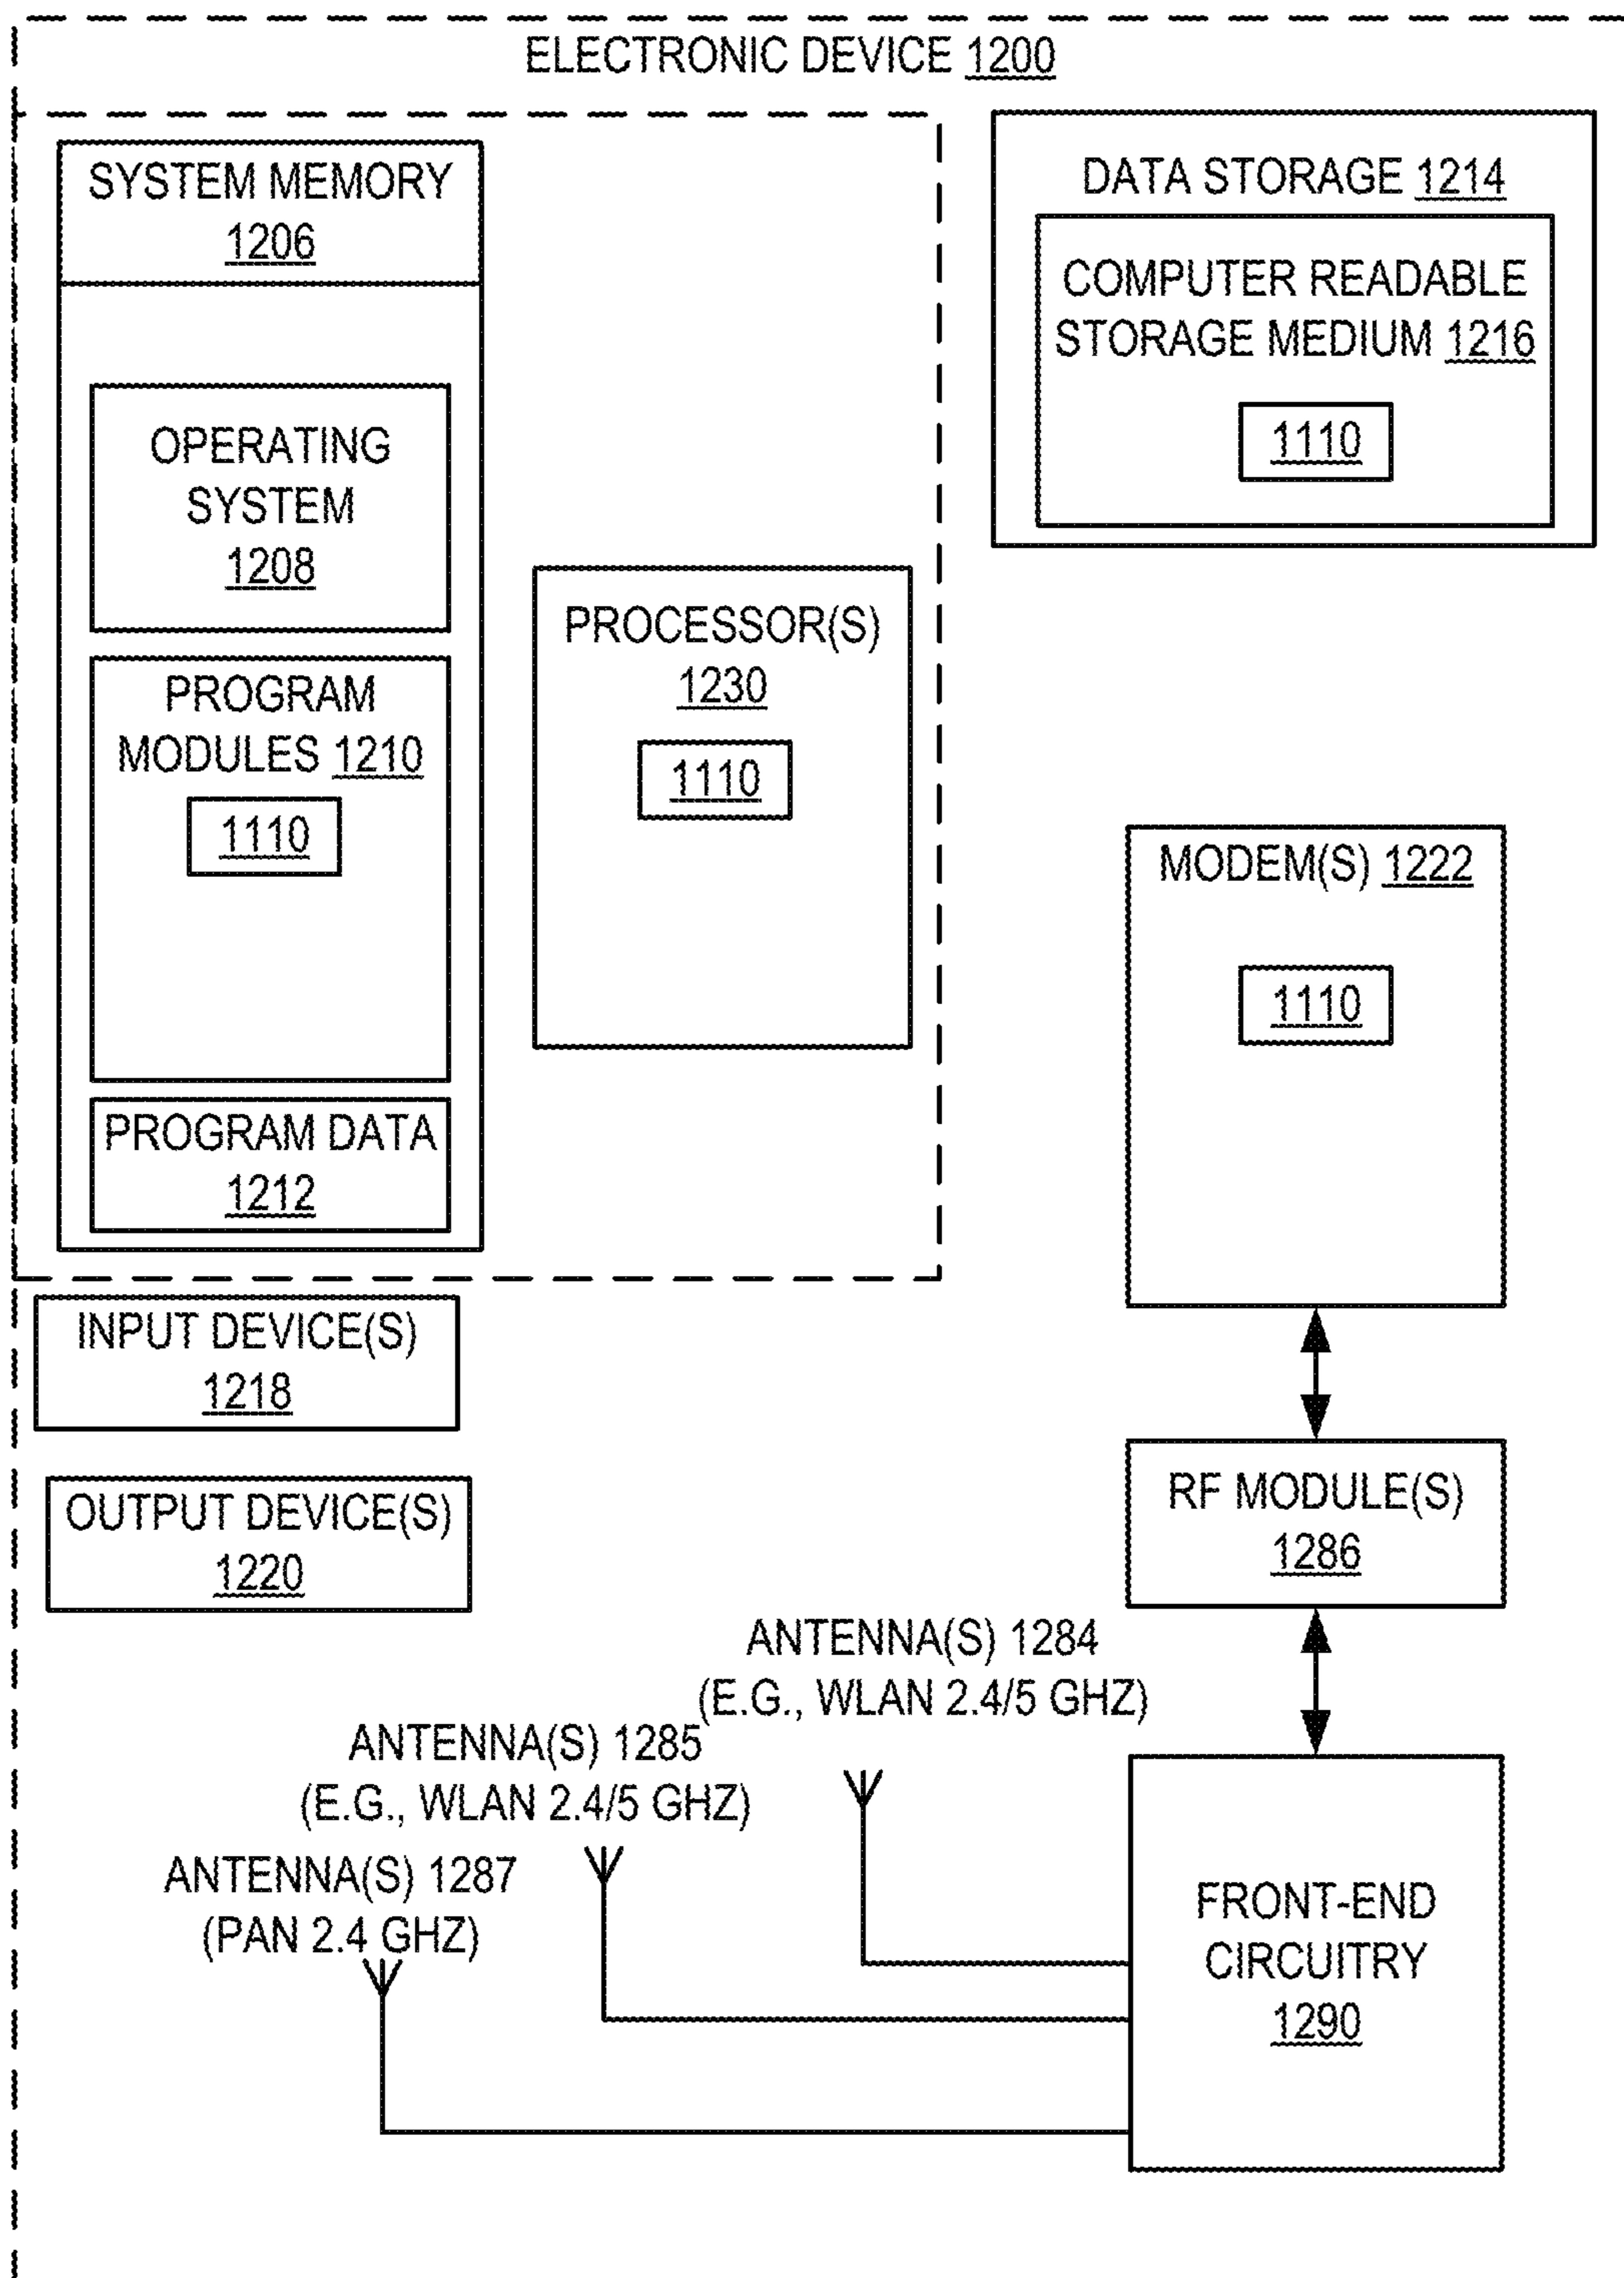 ELECTRONIC DEVICE 1200
SYSTEM MEMORY
1206
OPERATING
SYSTEM
1208
PROGRAM
MODULES 1210
1110
PROGRAM DATA
1212
PROCESSOR(S)
1230
1110
DATA STORAGE 1214
COMPUTER READABLE
STORAGE MEDIUM 1216
1110
MODEM(S) 1222
1110
INPUT DEVICE(S)
1218
OUTPUT DEVICE(S)
1220
RF MODULE(S)
1286
ANTENNA(S) 1284
(E.G., WLAN 2.4/5 GHZ)
ANTENNA(S) 1285
(E.G., WLAN 2.4/5 GHZ)
ANTENNA(S) 1287
(PAN 2.4 GHZ)
FRONT-END
CIRCUITRY
1290